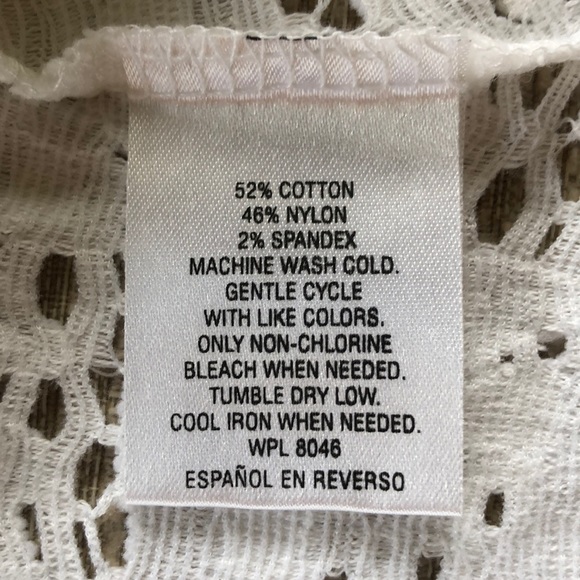 52% COTTON
46% NYLON
2% SPANDEX
MACHINE WASH COLD.
GENTLE CYCLE
WITH LIKE COLORS.
ONLY NON-CHLORINE
BLEACH WHEN NEEDED.
TUMBLE DRY LOW.
COOL IRON WHEN NEEDED.
WPL 8046
ESPAÑOL EN REVERSO